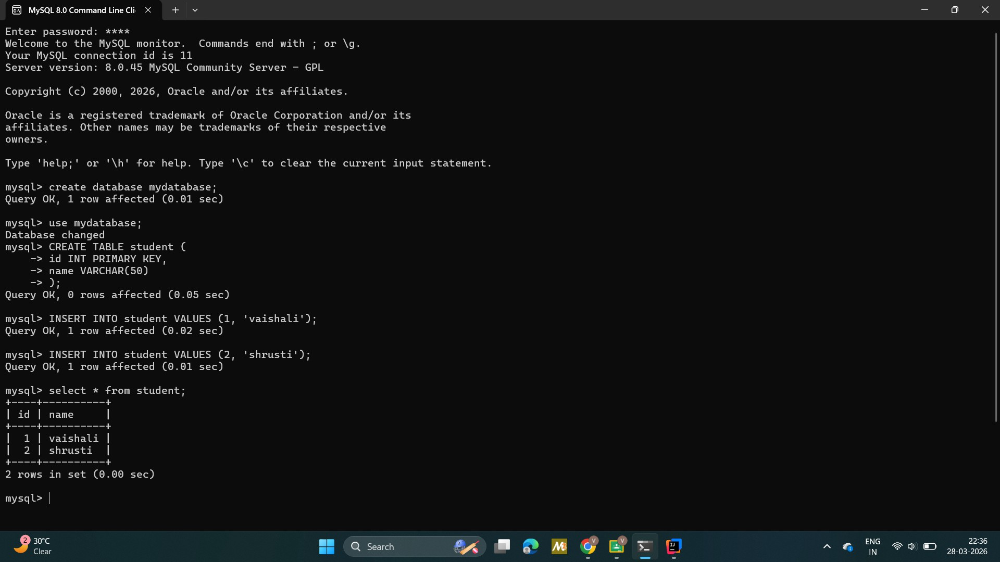 MySQL 8.0 Command Line Cli
Enter password: ****
Welcome to the MySQL monitor.  Commands end with ; or \g.
Your MySQL connection id is 11
Server version: 8.0.45 MySQL Community Server - GPL

Copyright (c) 2000, 2026, Oracle and/or its affiliates.

Oracle is a registered trademark of Oracle Corporation and/or its
affiliates. Other names may be trademarks of their respective
owners.

Type 'help;' or '\h' for help. Type '\c' to clear the current input statement.

mysql> create database mydatabase;
Query OK, 1 row affected (0.01 sec)

mysql> use mydatabase;
Database changed
mysql> CREATE TABLE student (
    -> id INT PRIMARY KEY,
    -> name VARCHAR(50)
    -> );
Query OK, 0 rows affected (0.05 sec)

mysql> INSERT INTO student VALUES (1, 'vaishali');
Query OK, 1 row affected (0.02 sec)

mysql> INSERT INTO student VALUES (2, 'shrusti');
Query OK, 1 row affected (0.01 sec)

mysql> select * from student;
+----+----------+
| id | name     |
+----+----------+
|  1 | vaishali |
|  2 | shrusti  |
+----+----------+
2 rows in set (0.00 sec)

mysql>
2
30°C
Clear
Search
V
V
IJ
ENG
IN
22:36
28-03-2026